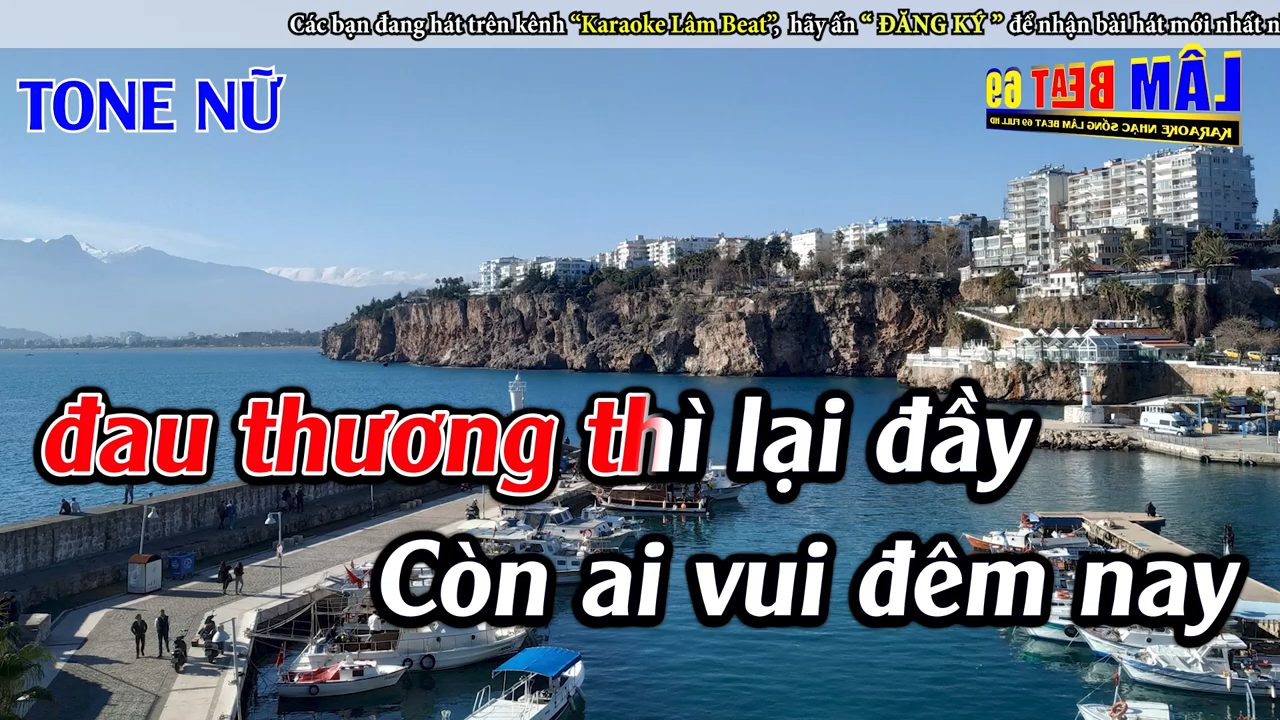 Các bạn đang hát trên kênh “Karaoke Lâm Beat”, hãy ấn “ ĐĂNG KÝ ” để nhận bài hát mới nhất n
TONE NỮ
LÂM BEAT 69
KARAOKE NHẠC SỐNG LÂM BEAT 69 FULL HD
đau thương thì lại đầy
Còn ai vui đêm nay